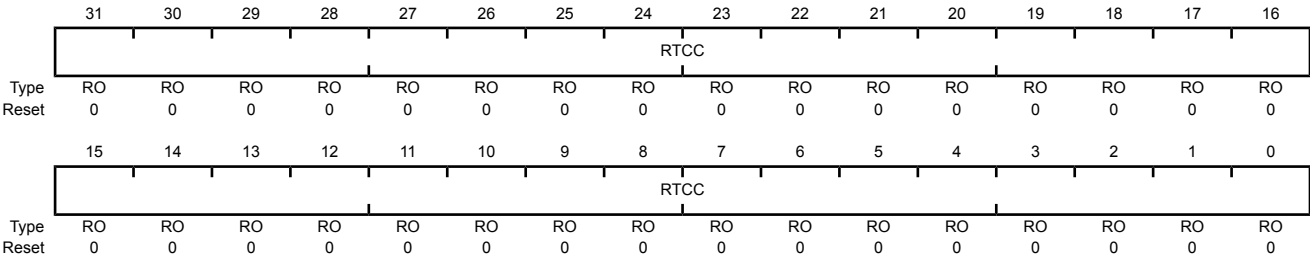 31 30 29 28 27 26 25 24 23 22 21 20 19 18 17 16
RTCC
Type RO RO RO RO RO RO RO RO RO RO RO RO RO RO RO RO
Reset 0 0 0 0 0 0 0 0 0 0 0 0 0 0 0 0
15 14 13 12 11 10 9 8 7 6 5 4 3 2 1 0
RTCC
Type RO RO RO RO RO RO RO RO RO RO RO RO RO RO RO RO
Reset 0 0 0 0 0 0 0 0 0 0 0 0 0 0 0 0